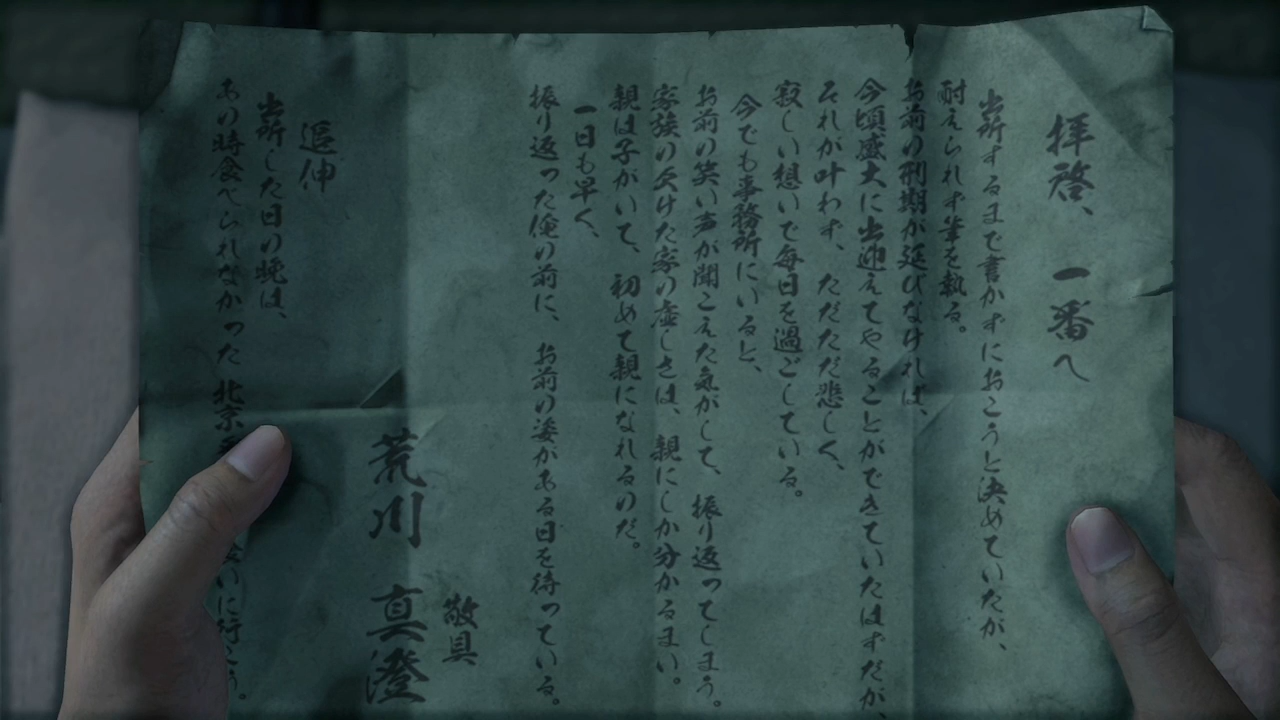 拝啓、 一番へ
出所するまで書かずにおこうと決めていたが、
耐えられず筆を執る。
お前の刑期が延びなければ、
今頃盛大に出迎えてやることができていたはずだが、
それが叶わず、ただただ悲しく、
寂しい想いで毎日を過ごしている。
今でも事務所にいると、
お前の笑い声が聞こえた気がして、振り返ってしまう。
家族の欠けた家の虚しさは、親にしか分かるまい。
親は子がいて、初めて親になれるのだ。
一日も早く、
振り返った俺の前に、お前の姿がある日を待っている。
敬具
荒川 真澄
追伸
出所した日の晩は、
あの時食べられなかった北京 いに行こう。